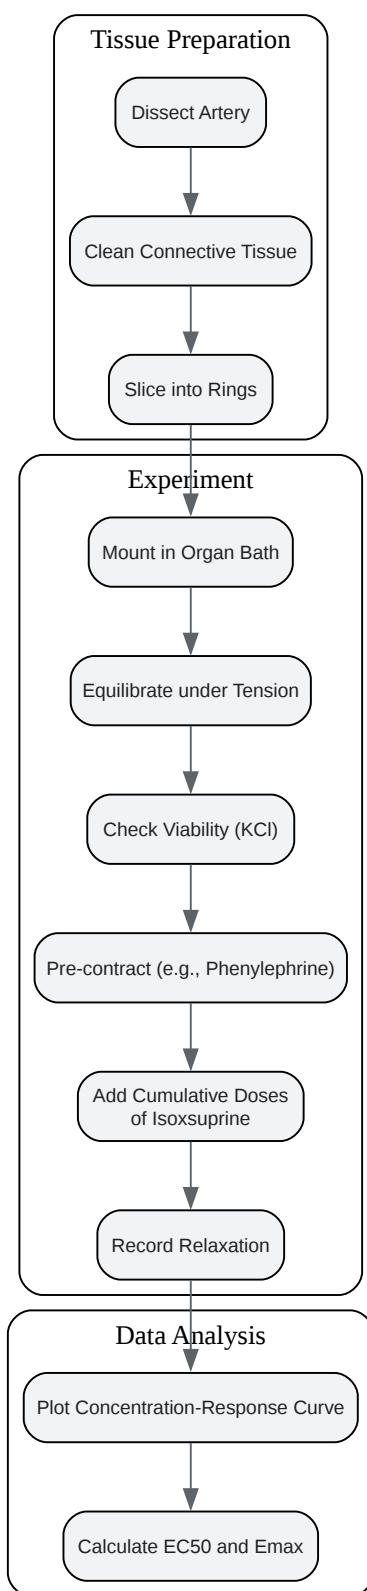 Tissue Preparation
Dissect Artery
Clean Connective Tissue
Slice into Rings
Experiment
Mount in Organ Bath
Equilibrate under Tension
Check Viability (KCl)
Pre-contract (e.g., Phenylephrine)
Add Cumulative Doses
of Isoxsuprine
Record Relaxation
Data Analysis
Plot Concentration-Response Curve
Calculate EC50 and Emax